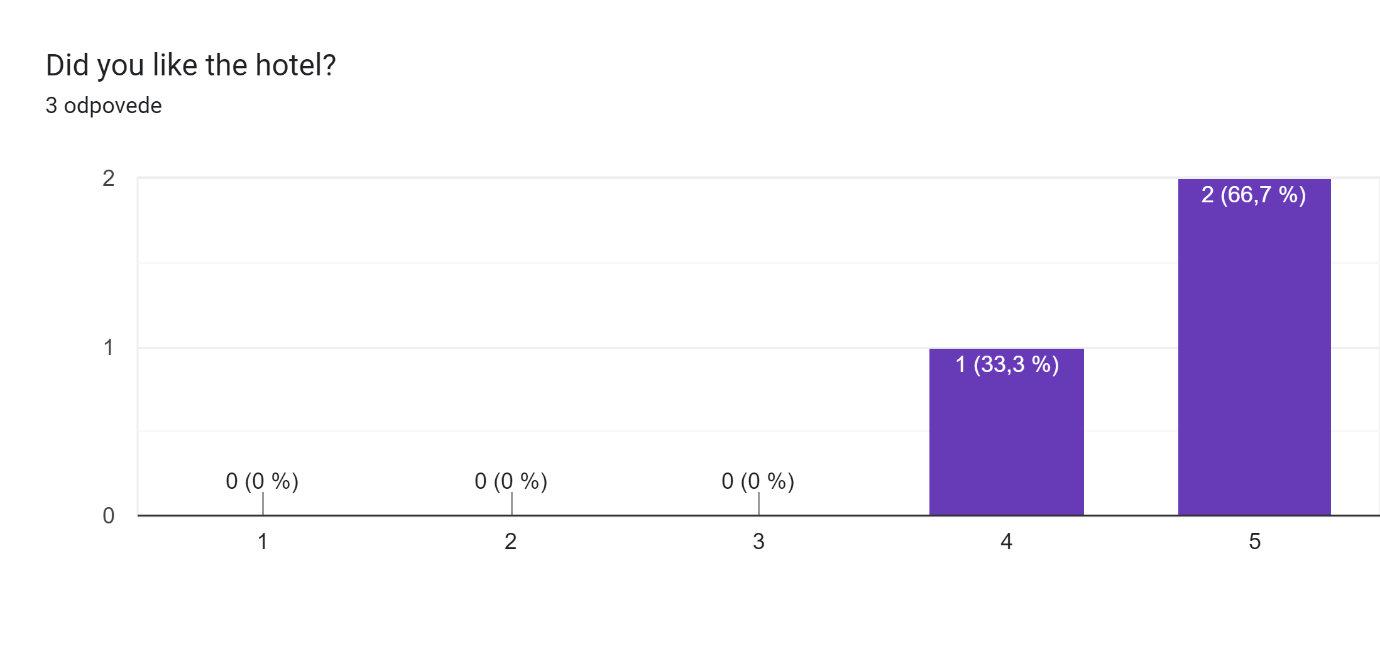 Did you like the hotel?
3 odpovede
2
2 (66,7 %)
1
1 (33,3 %)
0 (0 %) 0 (0 %) 0 (0 %)
0
1 2 3 4 5